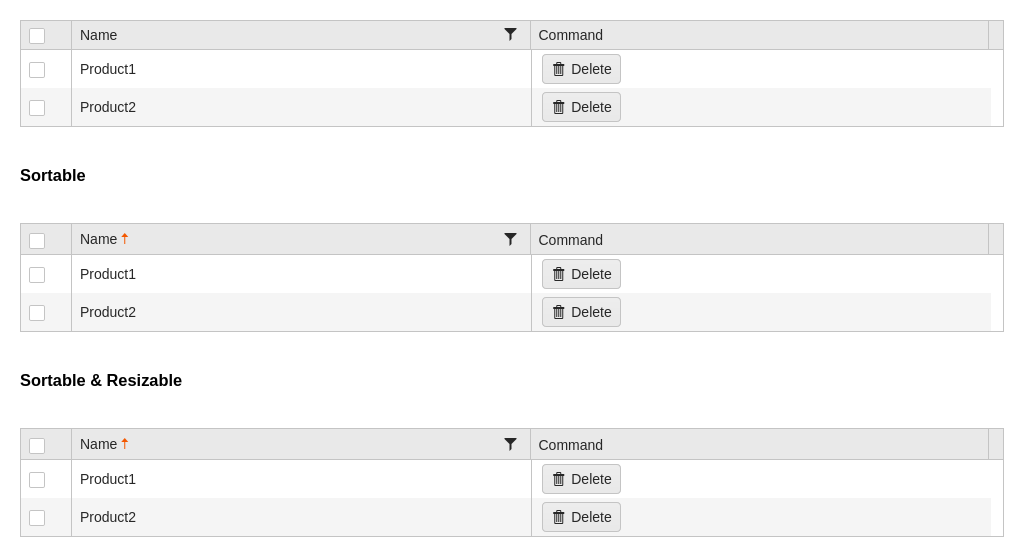 Name Command
Product1 Delete
Product2 Delete
Sortable
Name Command
Product1 Delete
Product2 Delete
Sortable & Resizable
Name Command
Product1 Delete
Product2 Delete